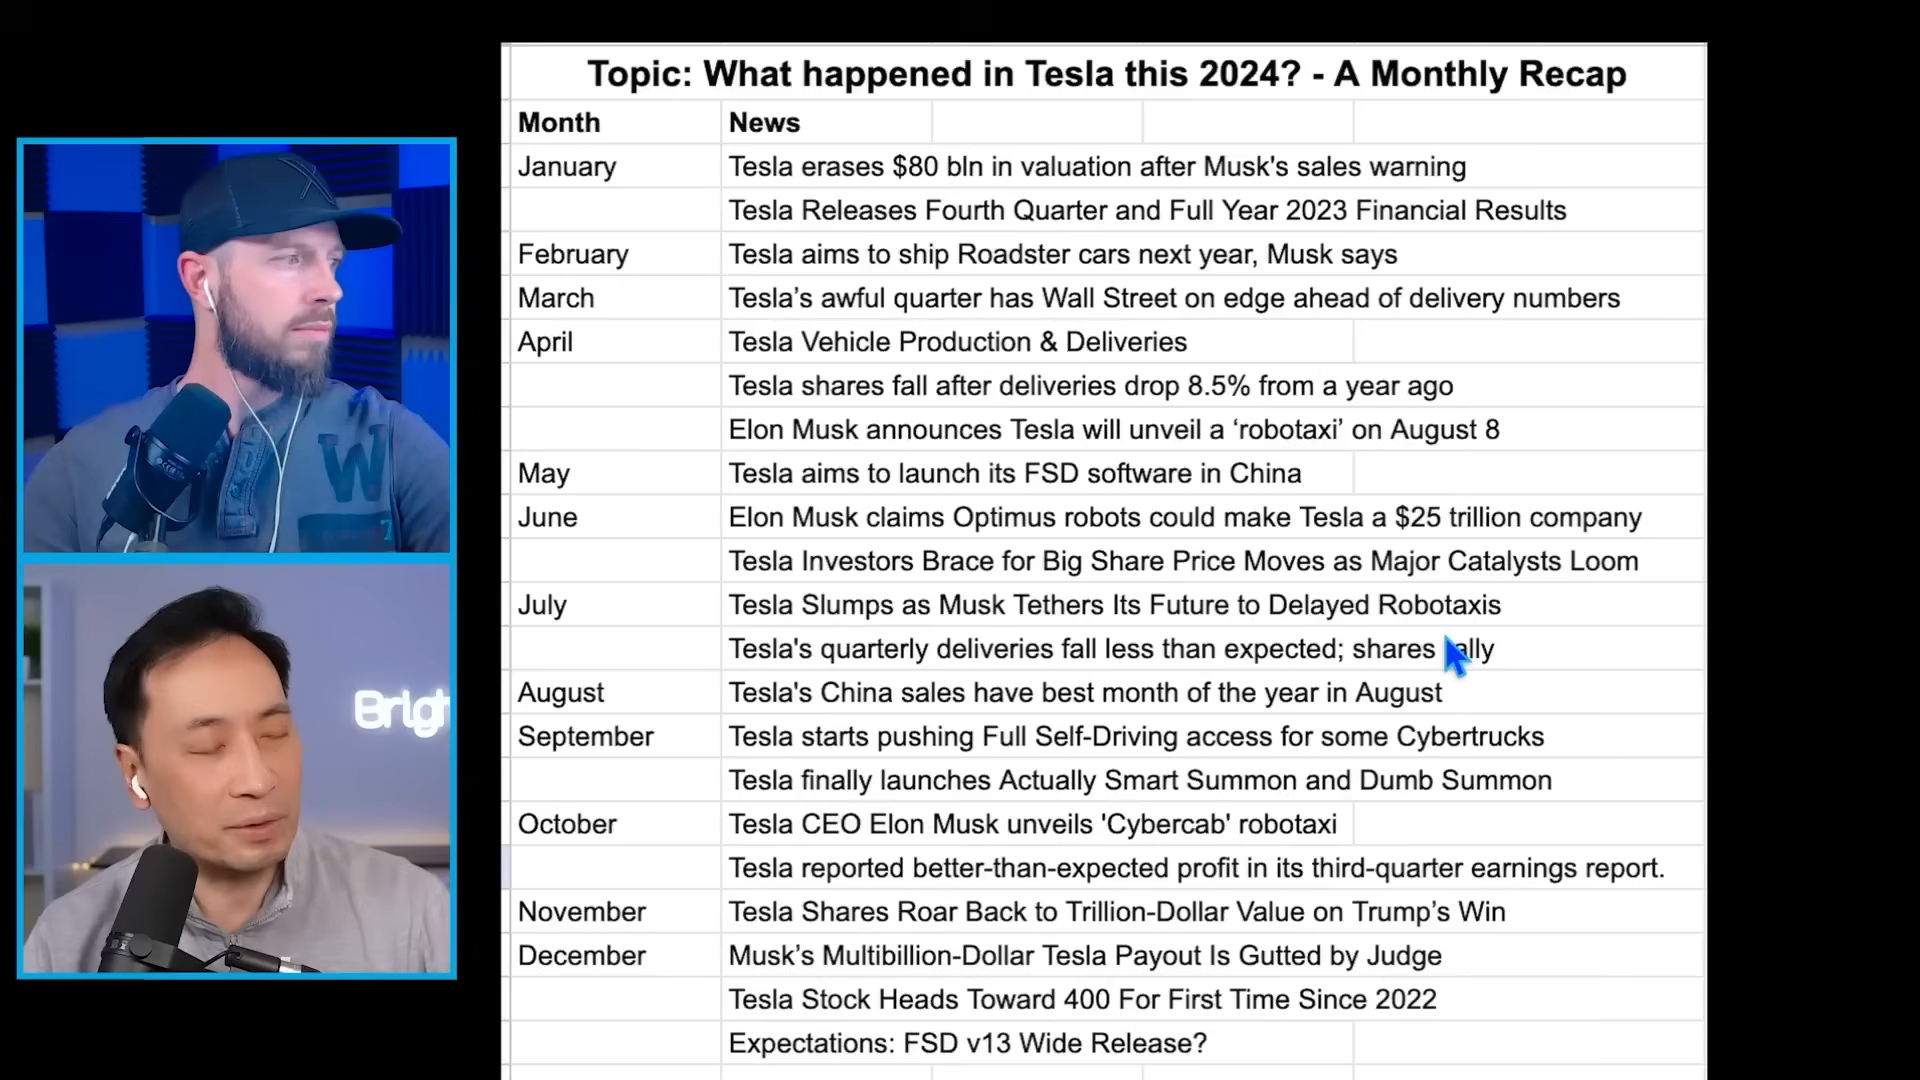 Topic: What happened in Tesla this 2024? - A Monthly Recap
Month News
January Tesla erases $80 bln in valuation after Musk's sales warning
Tesla Releases Fourth Quarter and Full Year 2023 Financial Results
February Tesla aims to ship Roadster cars next year, Musk says
March Tesla’s awful quarter has Wall Street on edge ahead of delivery numbers
April Tesla Vehicle Production & Deliveries
Tesla shares fall after deliveries drop 8.5% from a year ago
Elon Musk announces Tesla will unveil a ‘robotaxi’ on August 8
May Tesla aims to launch its FSD software in China
June Elon Musk claims Optimus robots could make Tesla a $25 trillion company
Tesla Investors Brace for Big Share Price Moves as Major Catalysts Loom
July Tesla Slumps as Musk Tethers Its Future to Delayed Robotaxis
Tesla's quarterly deliveries fall less than expected; shares rally
August Tesla's China sales have best month of the year in August
September Tesla starts pushing Full Self-Driving access for some Cybertrucks
Tesla finally launches Actually Smart Summon and Dumb Summon
October Tesla CEO Elon Musk unveils 'Cybercab' robotaxi
Tesla reported better-than-expected profit in its third-quarter earnings report.
November Tesla Shares Roar Back to Trillion-Dollar Value on Trump’s Win
December Musk’s Multibillion-Dollar Tesla Payout Is Gutted by Judge
Tesla Stock Heads Toward 400 For First Time Since 2022
Expectations: FSD v13 Wide Release?
W
7
Brigh